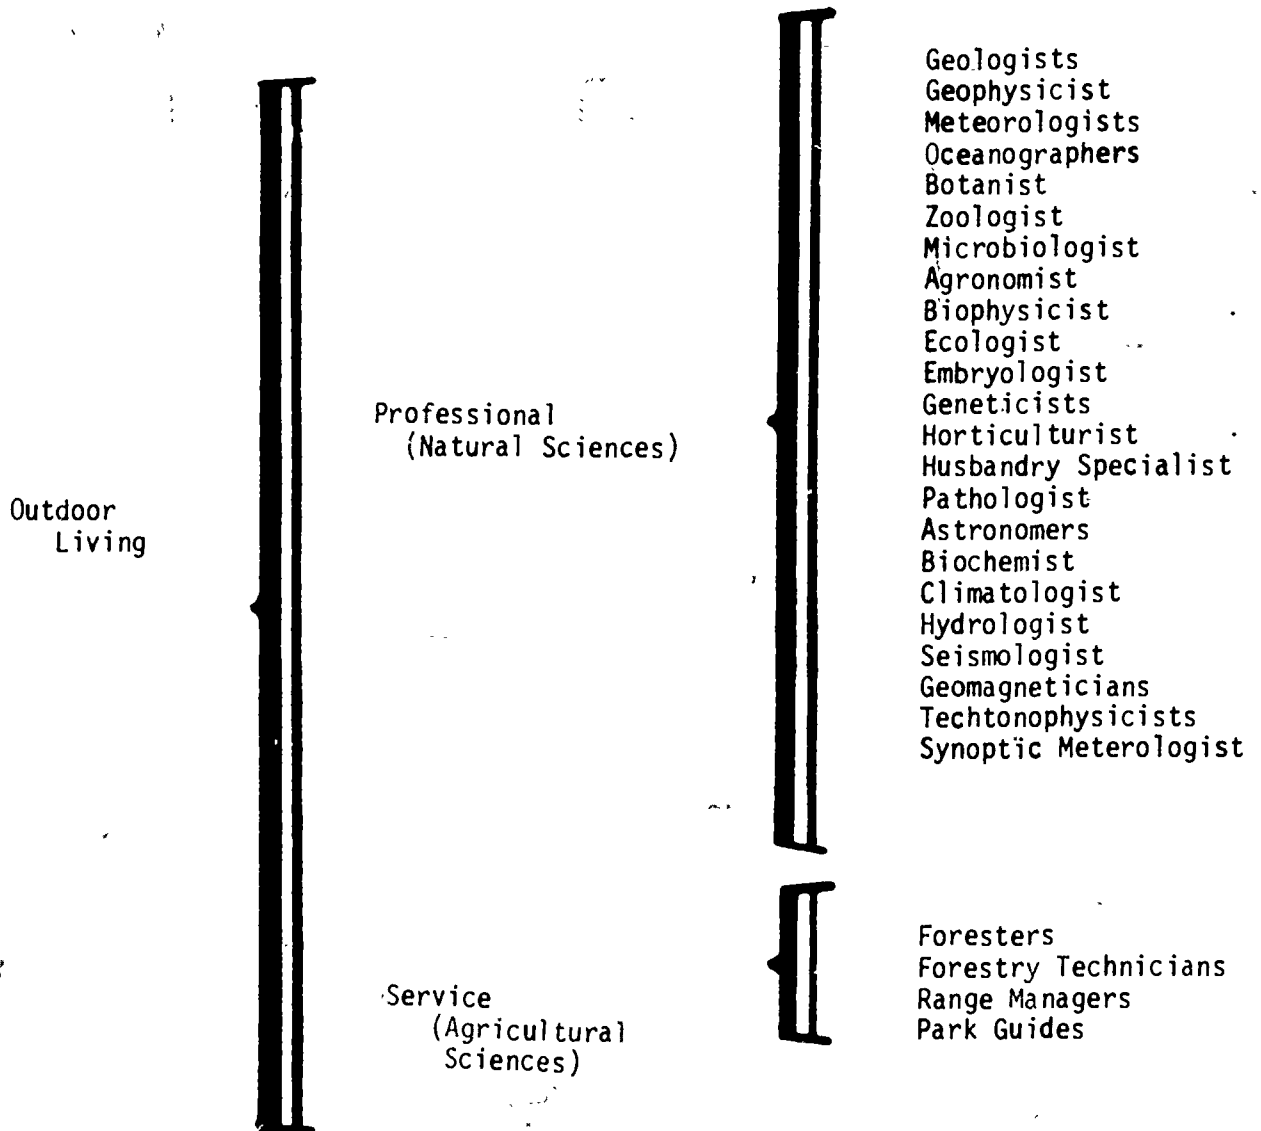 Outdoor
Living
Professional
(Natural Sciences)
Geologists
Geophysicist
Meteorologists
Oceanographers
Botanist
Zoologist
Microbiologist
Agronomist
Biophysicist
Ecologist
Embryologist
Geneticists
Horticulturist
Husbandry Specialist
Pathologist
Astronomers
Biochemist
Climatologist
Hydrologist
Seismologist
Geomagneticians
Techtonophysicists
Synoptic Meterologist
Service
(Agricultural
Sciences)
Foresters
Forestry Technicians
Range Managers
Park Guides